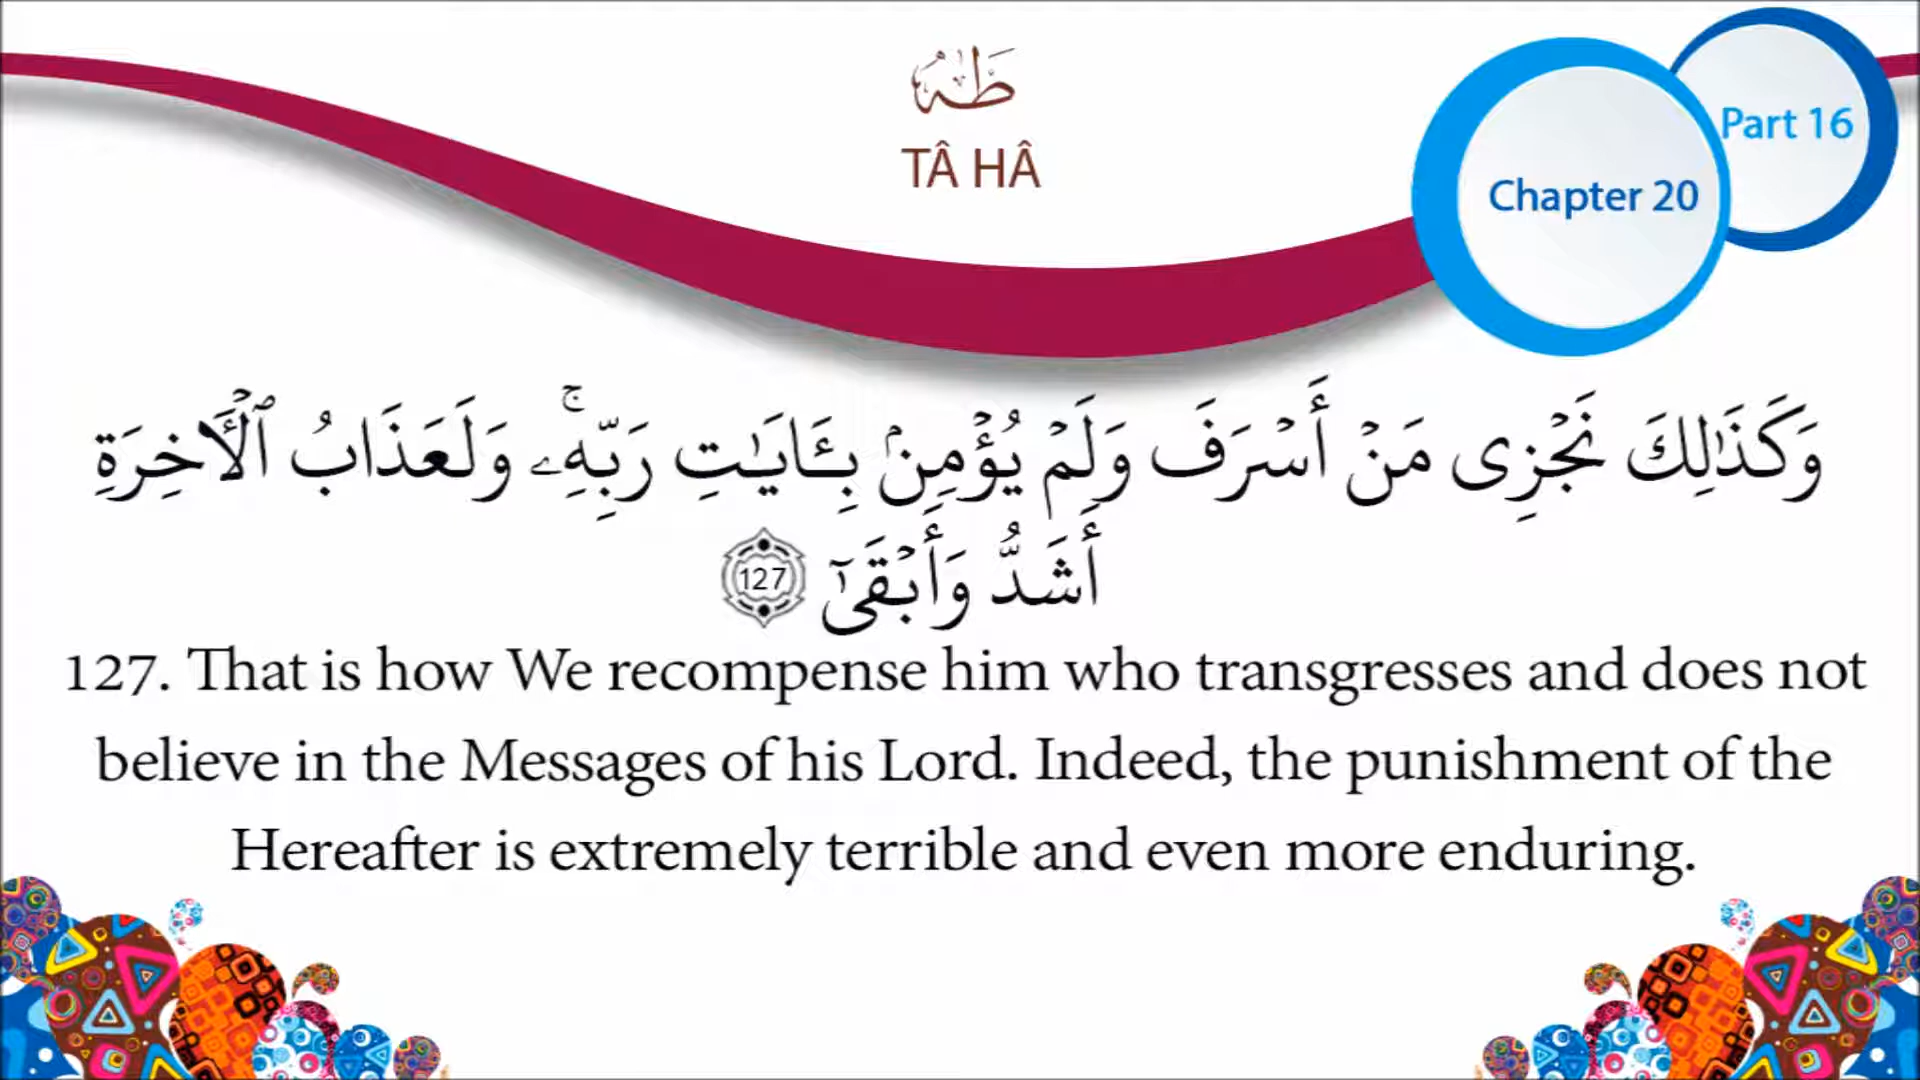 طه
TÂ HÂ
Part 16
Chapter 20
وَكَذَٰلِكَ نَجْزِى مَنْ أَسْرَفَ وَلَمْ يُؤْمِنۢ بِـَٔايَـٰتِ رَبِّهِۦ ۚ وَلَعَذَابُ ٱلْـَٔاخِرَةِ
أَشَدُّ وَأَبْقَىٰٓ 127
127. That is how We recompense him who transgresses and does not
believe in the Messages of his Lord. Indeed, the punishment of the
Hereafter is extremely terrible and even more enduring.